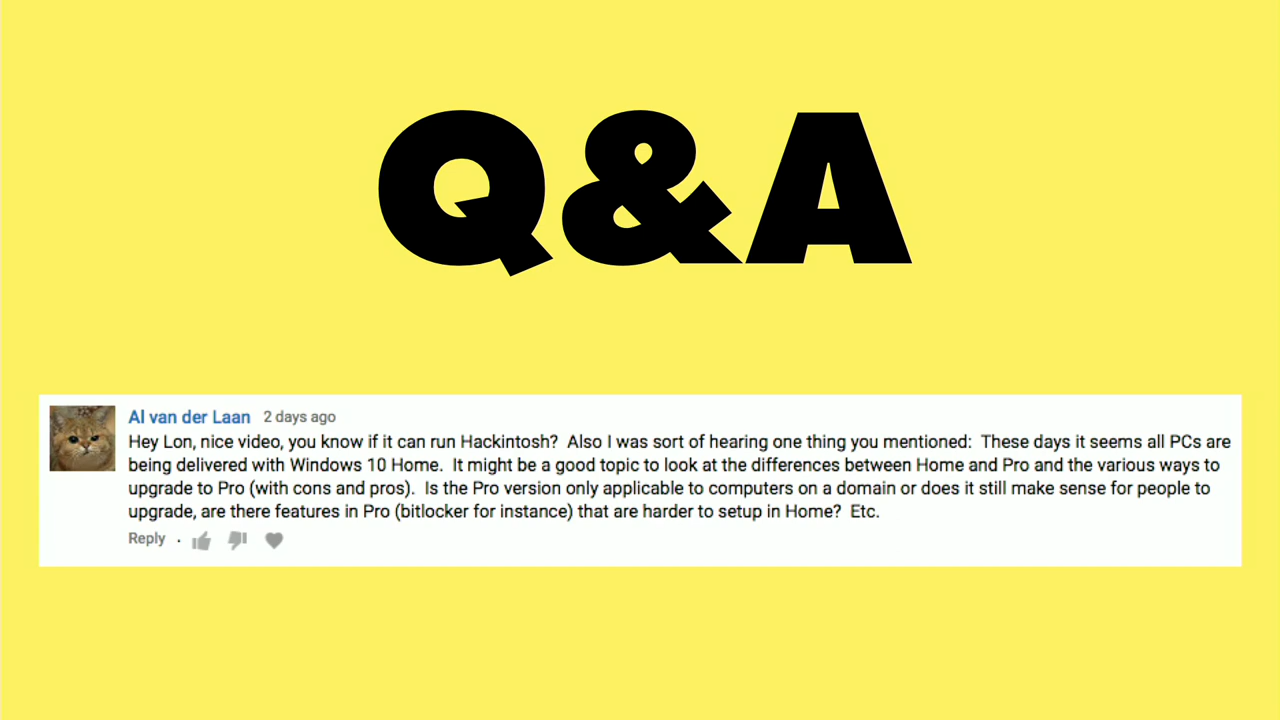 Q&A
Al van der Laan 2 days ago
Hey Lon, nice video, you know if it can run Hackintosh? Also I was sort of hearing one thing you mentioned: These days it seems all PCs are
being delivered with Windows 10 Home. It might be a good topic to look at the differences between Home and Pro and the various ways to
upgrade to Pro (with cons and pros). Is the Pro version only applicable to computers on a domain or does it still make sense for people to
upgrade, are there features in Pro (bitlocker for instance) that are harder to setup in Home? Etc.
Reply ·